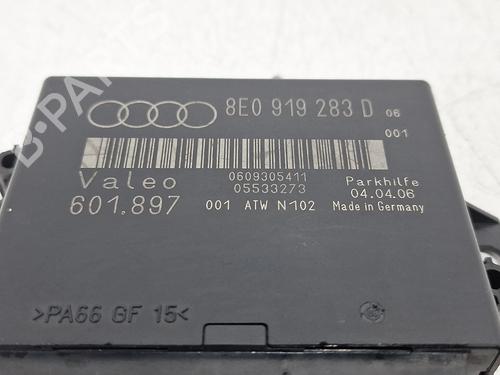 8E0 919 283 D 06
001
0609305411
05533273
Valeo
601.897
001 ATW N102
Parkhilfe
04.04.06
Made in Germany
>PA66 GF 15<
B-PARTS